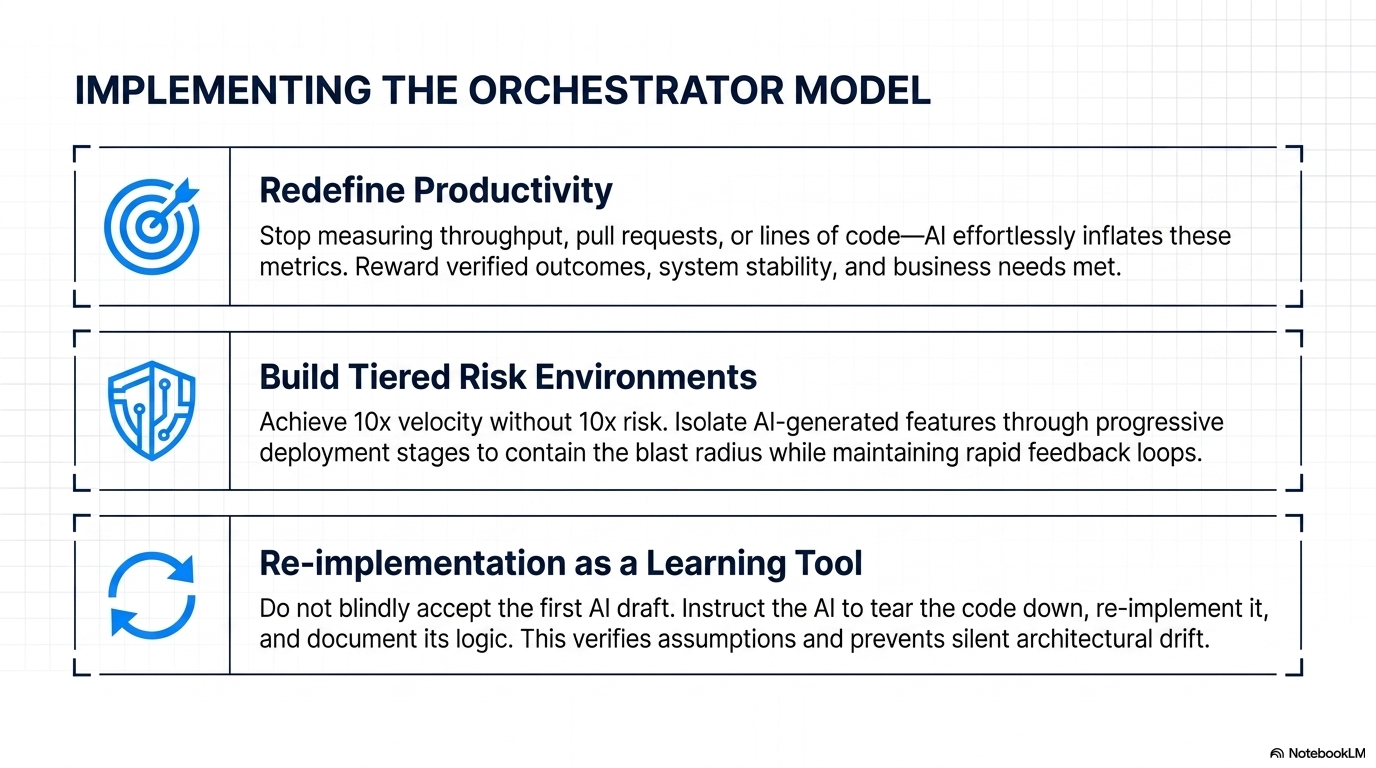 IMPLEMENTING THE ORCHESTRATOR MODEL
Redefine Productivity
Stop measuring throughput, pull requests, or lines of code—AI effortlessly inflates these
metrics. Reward verified outcomes, system stability, and business needs met.
Build Tiered Risk Environments
Achieve 10x velocity without 10x risk. Isolate AI-generated features through progressive
deployment stages to contain the blast radius while maintaining rapid feedback loops.
Re-implementation as a Learning Tool
Do not blindly accept the first AI draft. Instruct the AI to tear the code down, re-implement it,
and document its logic. This verifies assumptions and prevents silent architectural drift.
NotebookLM